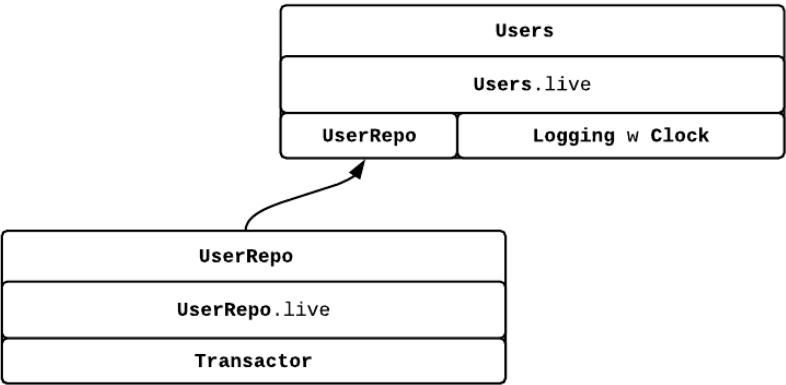 Users
Users.live
UserRepo Logging w Clock
UserRepo
UserRepo.live
Transactor